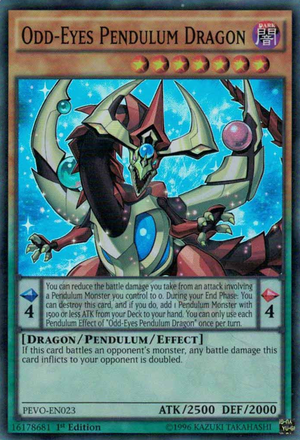 ODD-EYES PENDULUM DRAGON
DARK
闇
You can reduce the battle damage you take from an attack involving
a Pendulum Monster you control to 0. During your End Phase: You
can destroy this card, and if you do, add 1 Pendulum Monster with
1500 or less ATK from your Deck to your hand. You can only use each
Pendulum Effect of "Odd-Eyes Pendulum Dragon" once per turn.
4
4
[DRAGON/PENDULUM/EFFECT]
If this card battles an opponent's monster, any battle damage this
card inflicts to your opponent is doubled.
PEVO-EN023
ATK/2500 DEF/2000
16178681
1st Edition
©1996 KAZUKI TAKAHASHI